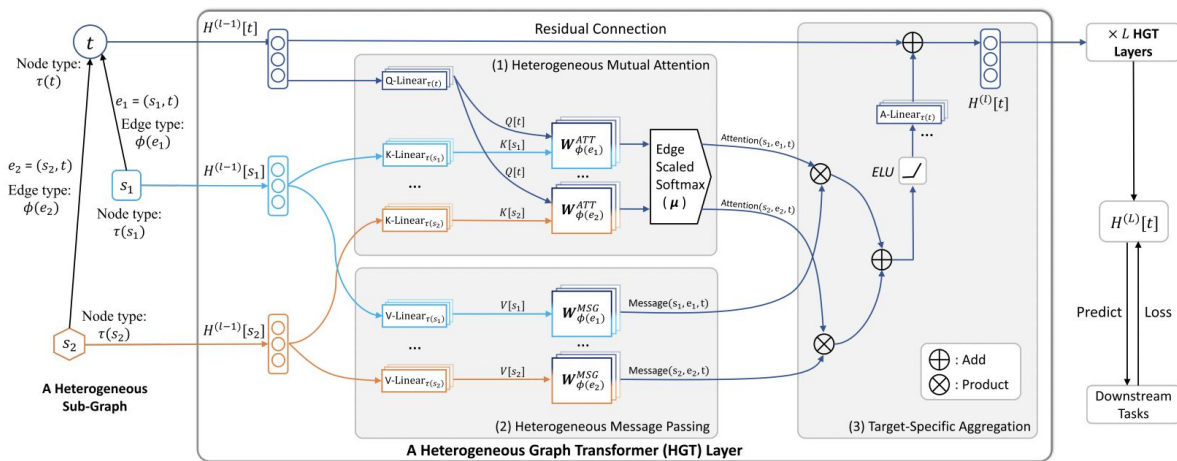 H^(l-1)[t]
Residual Connection
× L HGT
Layers
t
Node type:
τ(t)
(1) Heterogeneous Mutual Attention
Q-Linear_τ(t)
H^(l)[t]
e₁ = (s₁, t)
Edge type:
ϕ(e₁)
Q[t]
A-Linear_τ(t)
...
e₂ = (s₂, t)
Edge type:
ϕ(e₂)
H^(l-1)[s₁]
K-Linear_τ(s₁)
K[s₁]
W^ATT_ϕ(e₁)
Edge
Scaled
Softmax
(μ)
Attention(s₁, e₁, t)
ELU
s₁
Node type:
τ(s₁)
...
Q[t]
...
K-Linear_τ(s₂)
K[s₂]
W^ATT_ϕ(e₂)
Attention(s₂, e₂, t)
H^(L)[t]
Node type:
τ(s₂)
s₂
H^(l-1)[s₂]
V-Linear_τ(s₁)
V[s₁]
W^MSG_ϕ(e₁)
Message(s₁, e₁, t)
...
...
V-Linear_τ(s₂)
V[s₂]
W^MSG_ϕ(e₂)
Message(s₂, e₂, t)
Predict
Loss
: Add
: Product
A Heterogeneous
Sub-Graph
Downstream
Tasks
(2) Heterogeneous Message Passing
(3) Target-Specific Aggregation
A Heterogeneous Graph Transformer (HGT) Layer